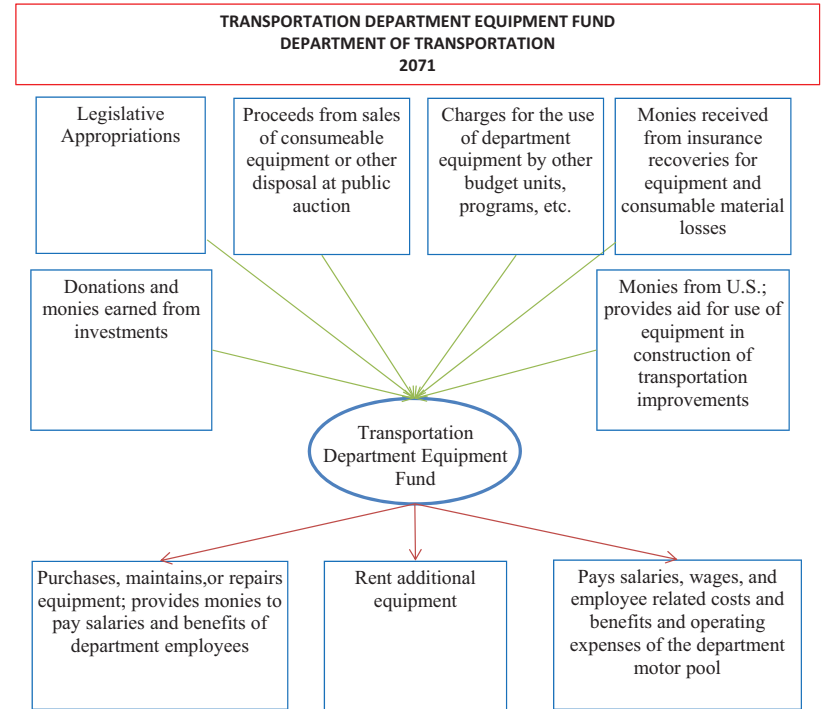 TRANSPORTATION DEPARTMENT EQUIPMENT FUND
DEPARTMENT OF TRANSPORTATION
2071
Legislative
Appropriations
Proceeds from sales
of consumeable
equipment or other
disposal at public
auction
Charges for the use
of department
equipment by other
budget units,
programs, etc.
Monies received
from insurance
recoveries for
equipment and
consumable material
losses
Donations and
monies earned from
investments
Monies from U.S.;
provides aid for use of
equipment in
construction of
transportation
improvements
Transportation
Department Equipment
Fund
Purchases, maintains,or repairs
equipment; provides monies to
pay salaries and benefits of
department employees
Rent additional
equipment
Pays salaries, wages, and
employee related costs and
benefits and operating
expenses of the department
motor pool